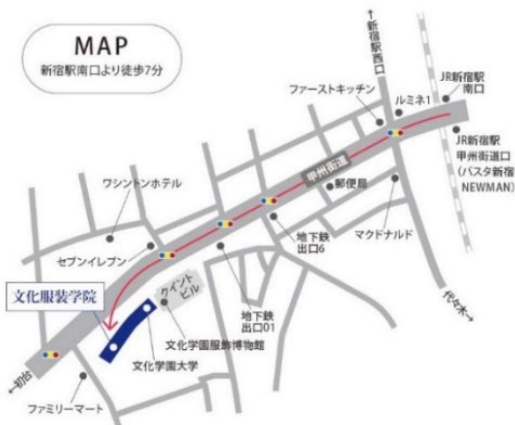 MAP
新宿駅南口より徒歩7分
↑新宿駅西口
JR新宿駅
南口
ルミネ1
ファーストキッチン
JR新宿駅
甲州街道口
(バスタ新宿
NEWMAN)
甲州街道
郵便局
マクドナルド
ワシントンホテル
地下鉄
出口6
セブンイレブン
代々木→
クイント
ビル
地下鉄
出口01
文化服装学院
文化学園服飾博物館
文化学園大学
←初台
ファミリーマート